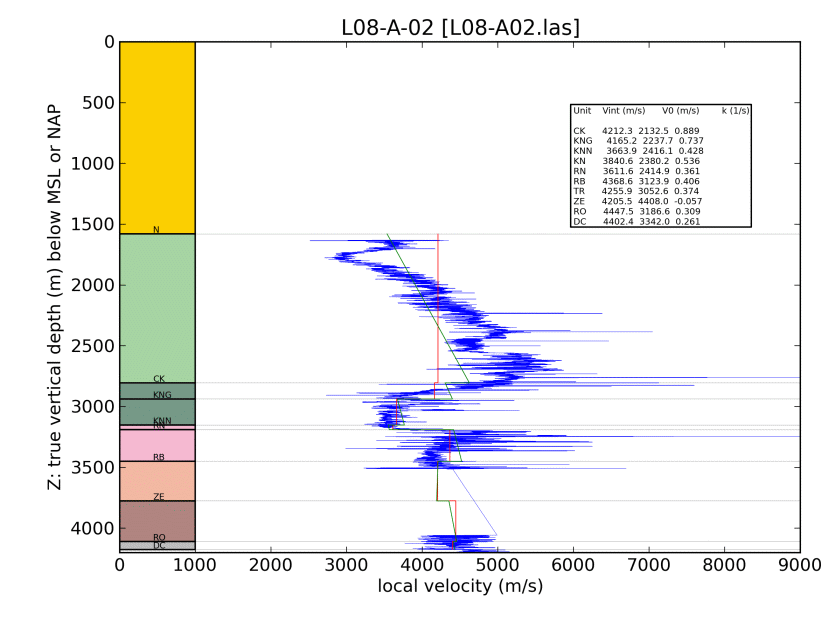 L08-A-02 [L08-A02.las]
0
500
1000
1500
2000
2500
3000
3500
4000
Z: true vertical depth (m) below MSL or NAP
Unit Vint (m/s) V0 (m/s) k (1/s)
CK 4212.3 2132.5 0.889
KNG 4165.2 2237.7 0.737
KNN 3663.9 2416.1 0.428
KN 3840.6 2380.2 0.536
RN 3611.6 2414.9 0.361
RB 4368.6 3123.9 0.406
TR 4255.9 3052.6 0.374
ZE 4205.5 4408.0 -0.057
RO 4447.5 3186.6 0.309
DC 4402.4 3342.0 0.261
N
CK
KNG
KNN
RN
RB
ZE
RO
DC
0 1000 2000 3000 4000 5000 6000 7000 8000 9000
local velocity (m/s)